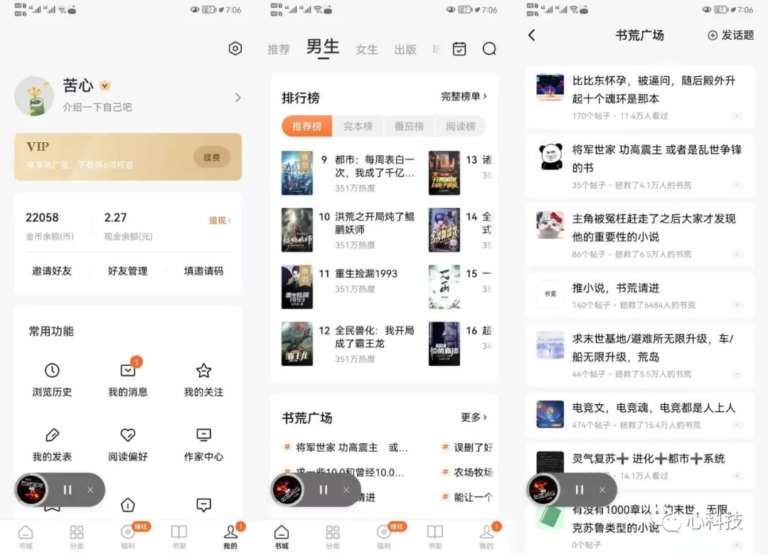 7:06
苦心
介绍一下自己吧
VIP
续费
22058
金币余额(币)
2.27
现金余额(元)
提现
邀请好友
好友管理
填邀请码
常用功能
浏览历史
1
我的消息
我的关注
我的发表
阅读偏好
作家中心
书城
分类
赚钱
福利
书架
1
我的
7:06
推荐
男生
女生
出版
排行榜
完整榜单
推荐榜
完本榜
番茄榜
阅读榜
9
都市：每周表白一
次，我成了千亿...
351万热度
10
洪荒之开局炖了鲲
鹏妖师
351万热度
11
重生捡漏1993
351万热度
12
全民兽化：我开局
成了霸王龙
351万热度
13
诸
14
全
式
15
一
16
超
书荒广场
更多
# 将军世家 功高震主 或...
# 求一些10.0和曾经10.0...
# 误删了好
# 农场牧场
# 能让一个
书城
分类
赚钱
福利
书架
1
我的
7:06
书荒广场
发话题
比比东怀孕，被逼问，随后殿外升
起十个魂环是那本
170个帖子 · 11.4万人看过
将军世家 功高震主 或者是乱世争锋
的书
35个帖子 · 拯救了4.1万人的书荒
主角被冤枉赶走了之后大家才发现
他的重要性的小说
86个帖子 · 拯救了6.5万人的书荒
书荒
推小说，书荒请进
140个帖子 · 拯救了6484人的书荒
求末世基地/避难所无限升级，车/
船无限升级，荒岛
44个帖子 · 拯救了5.5万人的书荒
电竞文，电竞魂，电竞都是人上人
474个帖子 · 拯救了15.4万人的书荒
灵气复苏➕进化➕都市➕系统
14.1万人看过
有没有1000章以上的末世，无限，
克苏鲁类型的小说
0个帖子
心科技